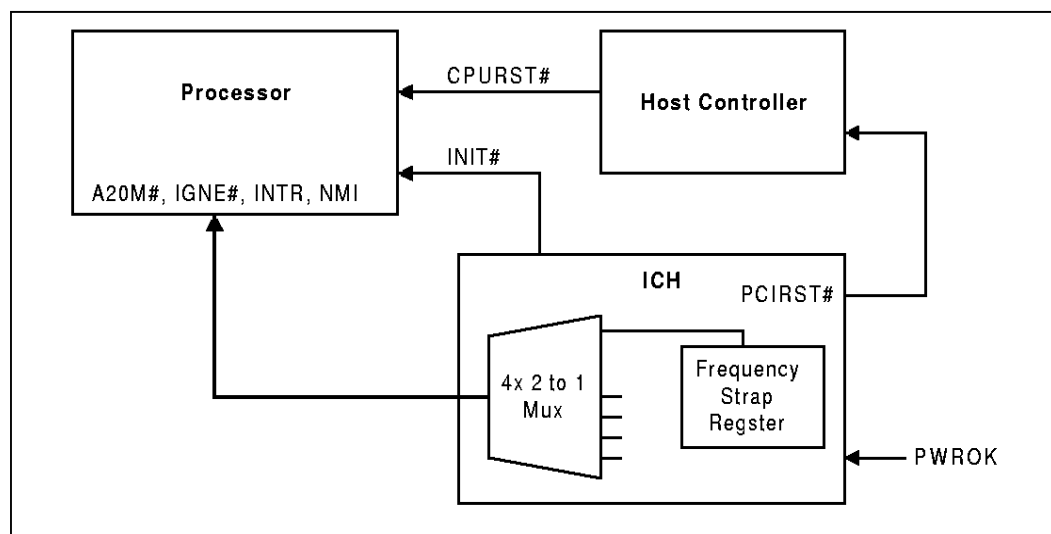 Processor
CPURST#
Host Controller
INIT#
A20M#, IGNE#, INTR, NMI
ICH
PCIRST#
4x 2 to 1
Mux
Frequency
Strap
Regster
PWROK